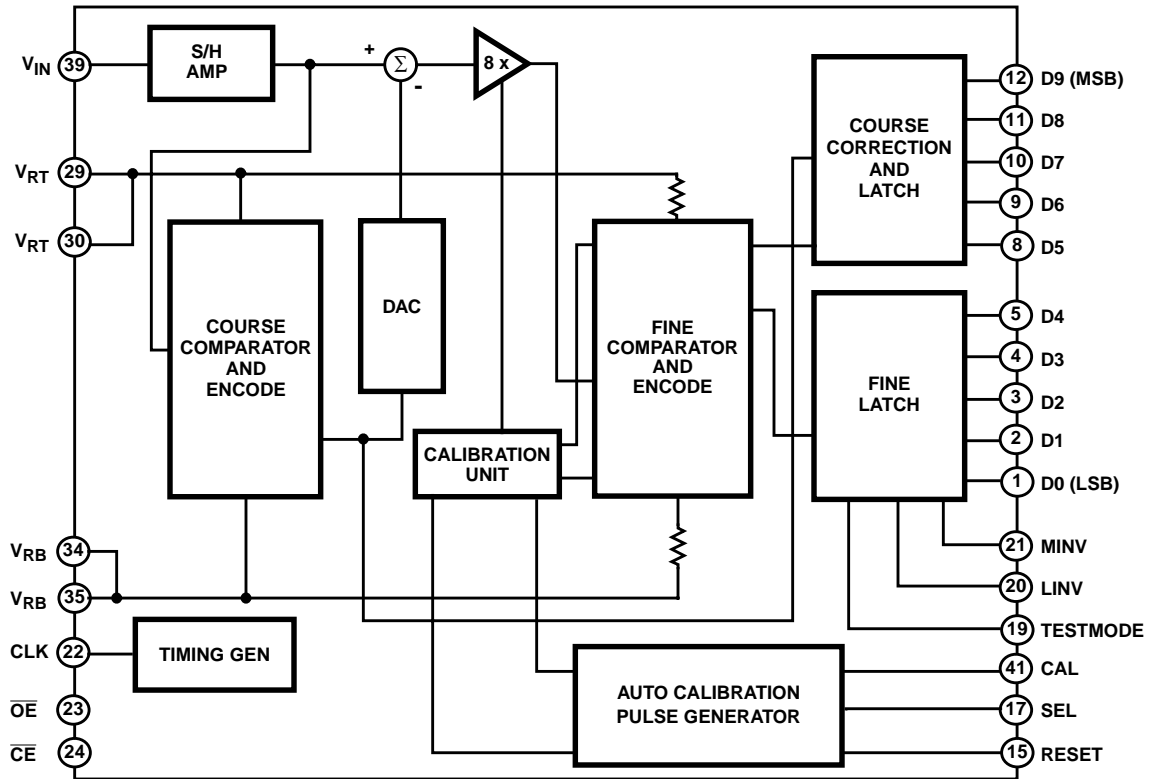 S/H
AMP
+
Σ
-
8 x
VIN 39
VRT 29
VRT 30
COURSE
COMPARATOR
AND
ENCODE
DAC
CALIBRATION
UNIT
FINE
COMPARATOR
AND
ENCODE
COURSE
CORRECTION
AND
LATCH
12 D9 (MSB)
11 D8
10 D7
9 D6
8 D5
FINE
LATCH
5 D4
4 D3
3 D2
2 D1
1 D0 (LSB)
21 MINV
20 LINV
19 TESTMODE
41 CAL
17 SEL
15 RESET
VRB 34
VRB 35
CLK 22
OE 23
CE 24
TIMING GEN
AUTO CALIBRATION
PULSE GENERATOR